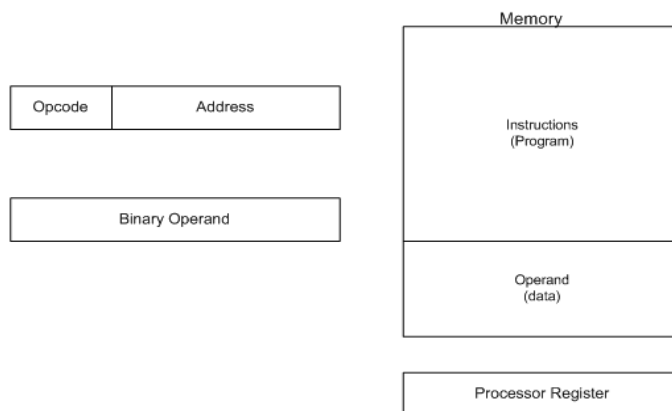 Memory
Opcode
Address
Instructions
(Program)
Binary Operand
Operand
(data)
Processor Register